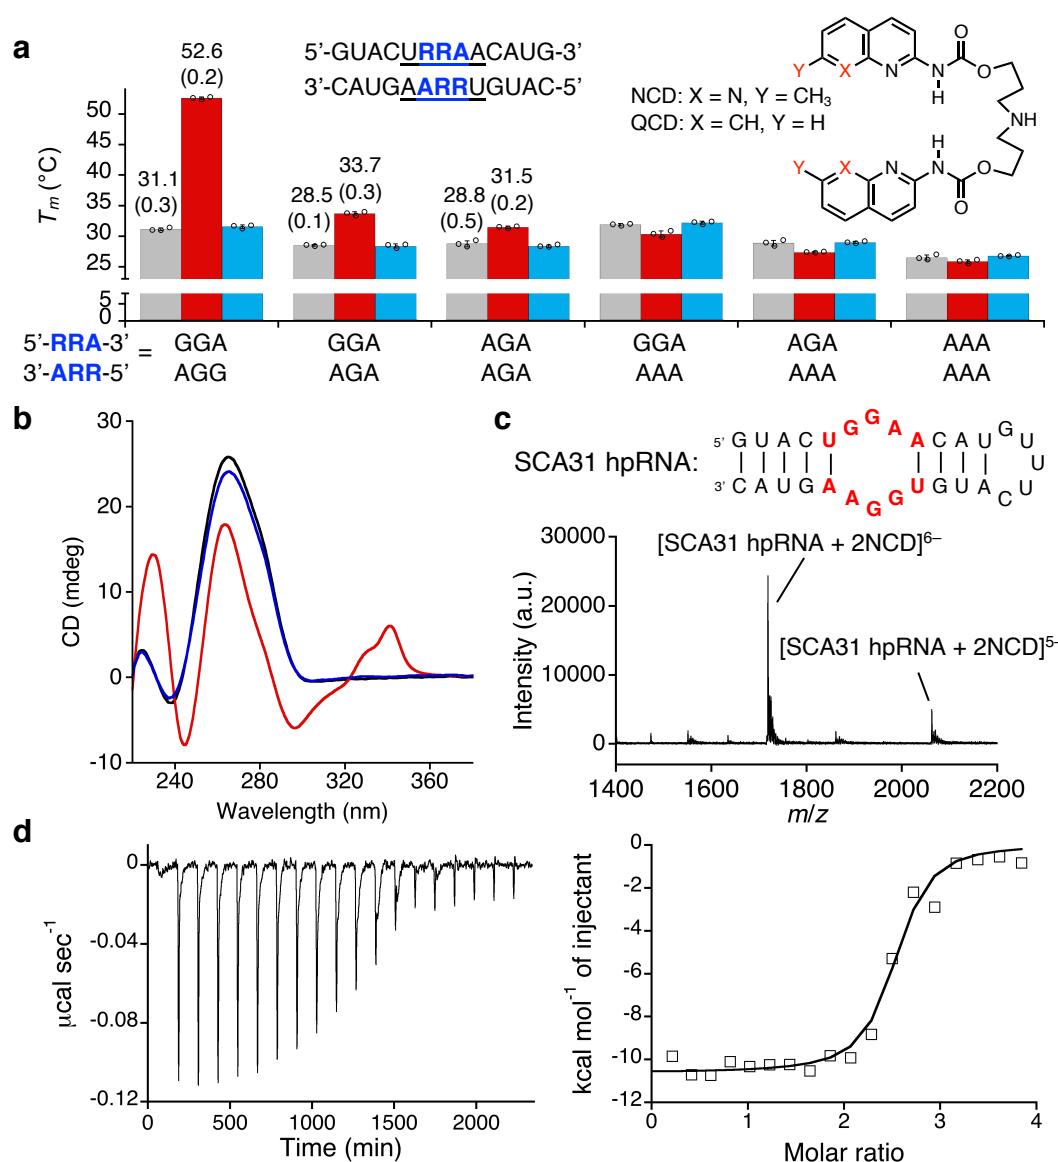 a
52.6
(0.2)
5’-GUACURRAACAUG-3’
3’-CAUGAARRUGUAC-5’
NCD: X = N, Y = CH3
QCD: X = CH, Y = H
Y X N N O
H O
NH
H O
Y X N N O
Tm (°C)
50
45
40
35
30
25
5
0
31.1
(0.3)
28.5
(0.1)
33.7
(0.3)
28.8
(0.5)
31.5
(0.2)
5’-RRA-3’ = GGA GGA AGA GGA AGA AAA
3’-ARR-5’ AGG AGA AGA AAA AAA AAA
b
CD (mdeg)
30
20
10
0
-10
240 280 320 360
Wavelength (nm)
c
SCA31 hpRNA:
5’ G U A C U G G A A C A U G U
U
3’ C A U G A A G G U G U A C U
Intensity (a.u.)
30000
20000
10000
0
[SCA31 hpRNA + 2NCD]6–
[SCA31 hpRNA + 2NCD]5–
1400 1600 1800 2000 2200
m/z
d
μcal sec-1
0
-0.04
-0.08
-0.12
0 500 1000 1500 2000
Time (min)
kcal mol-1 of injectant
0
-2
-4
-6
-8
-10
-12
0 1 2 3 4
Molar ratio